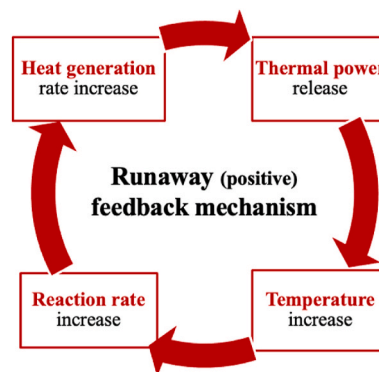 Heat generation
rate increase
Thermal power
release
Runaway (positive)
feedback mechanism
Reaction rate
increase
Temperature
increase